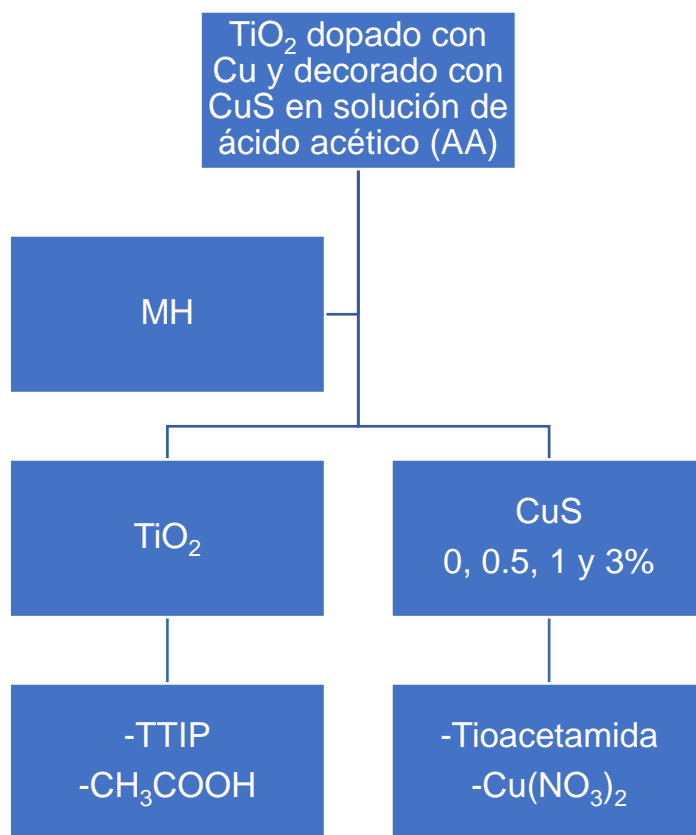 TiO₂ dopado con
Cu y decorado con
CuS en solución de
ácido acético (AA)
MH
TiO₂
CuS
0, 0.5, 1 y 3%
-TTIP
-CH₃COOH
-Tioacetamida
-Cu(NO₃)₂